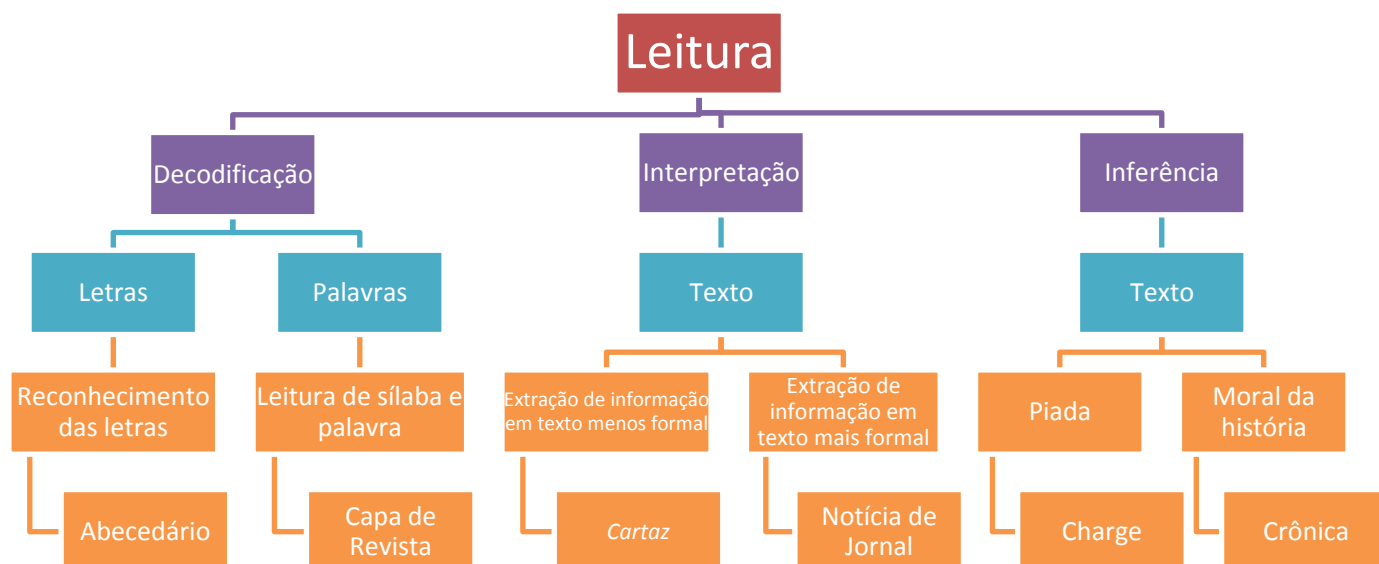 Leitura
Decodificação
Interpretação
Inferência
Letras
Palavras
Texto
Texto
Reconhecimento
das letras
Leitura de sílaba e
palavra
Extração de informação
em texto menos formal
Extração de
informação em
texto mais formal
Piada
Moral da
história
Abecedário
Capa de
Revista
Cartaz
Notícia de
Jornal
Charge
Crônica